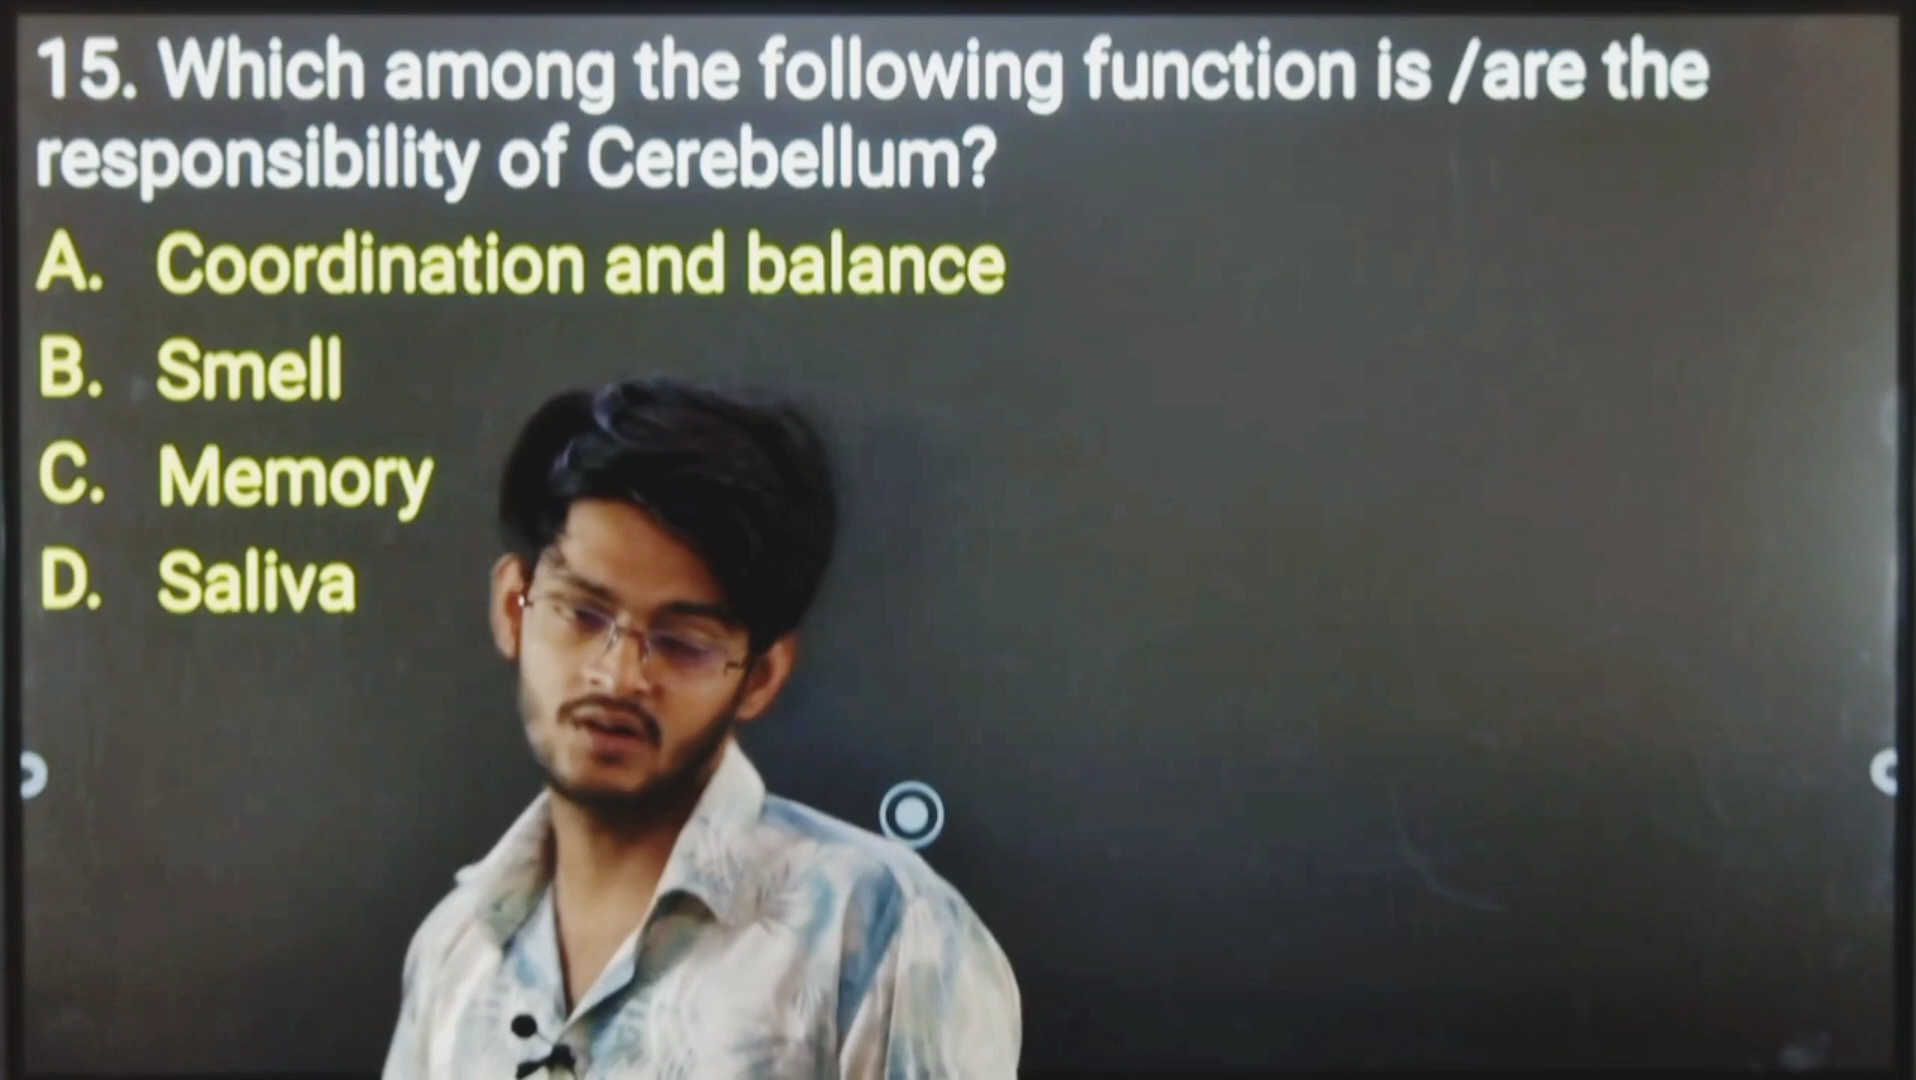 15. Which among the following function is /are the
responsibility of Cerebellum?
A. Coordination and balance
B. Smell
C. Memory
D. Saliva